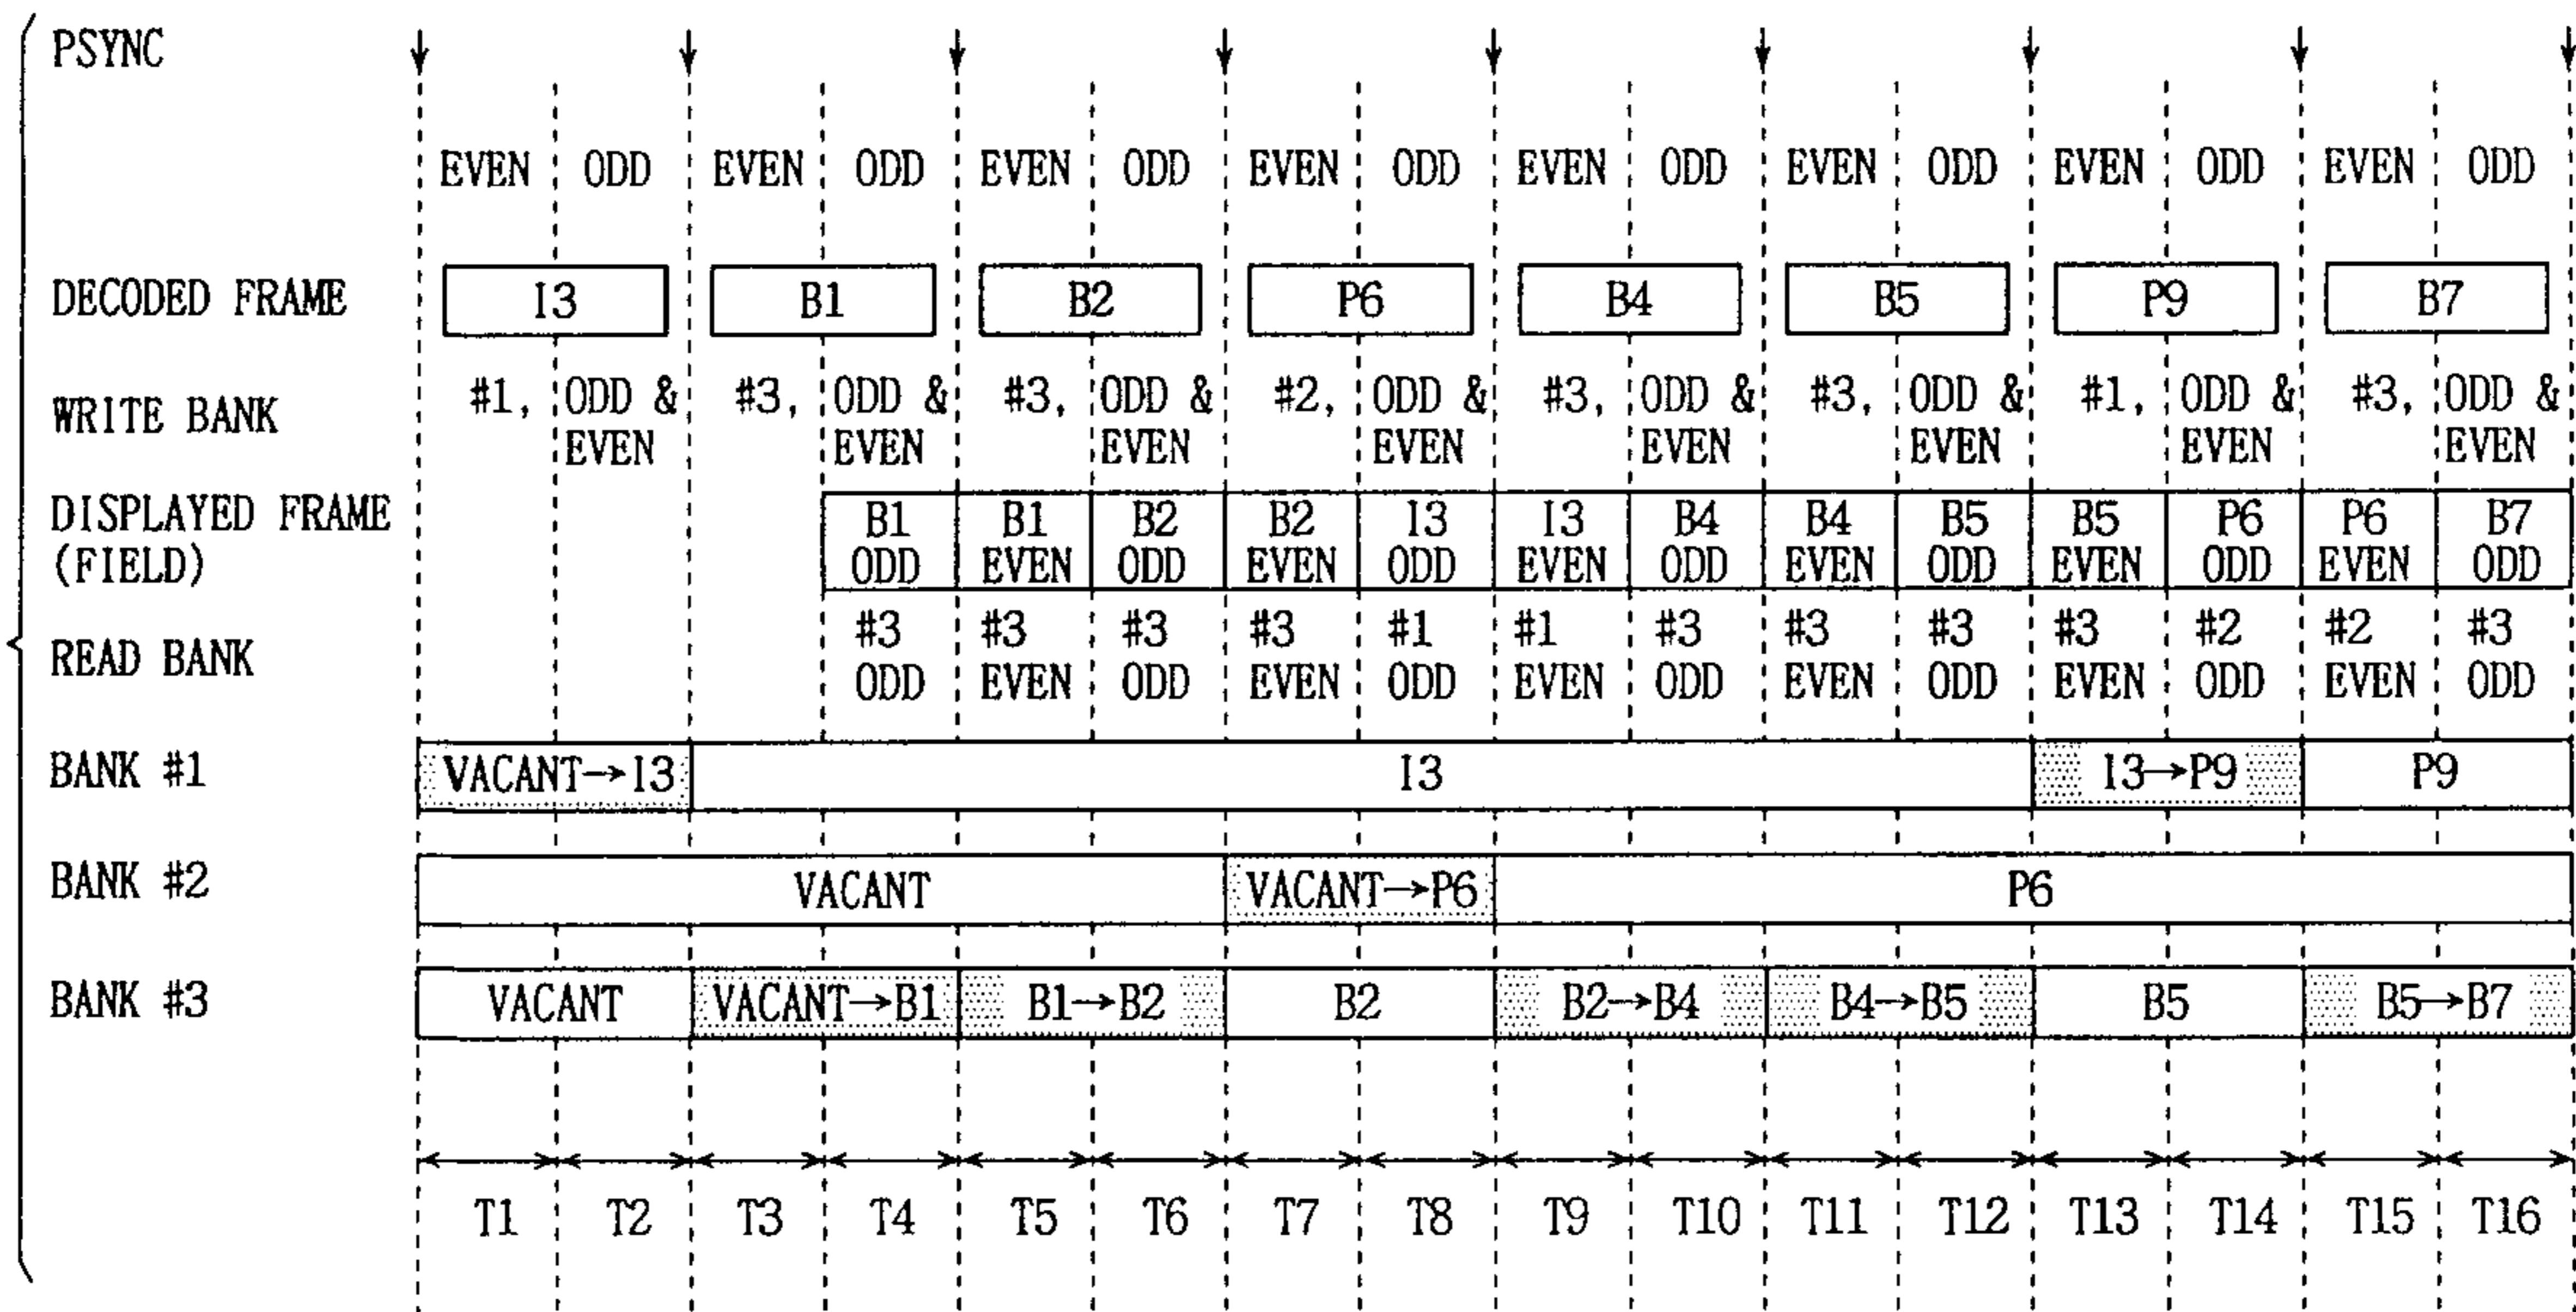 PSYNC
EVEN ODD EVEN ODD EVEN ODD EVEN ODD EVEN ODD EVEN ODD EVEN ODD EVEN ODD
DECODED FRAME I3 B1 B2 P6 B4 B5 P9 B7
WRITE BANK #1, ODD & #3, ODD & #3, ODD & #2, ODD & #3, ODD & #3, ODD & #1, ODD & #3, ODD &
EVEN EVEN EVEN EVEN EVEN EVEN EVEN EVEN
DISPLAYED FRAME B1 B1 B2 B2 I3 I3 B4 B4 B5 B5 P6 P6 B7
(FIELD) ODD EVEN ODD EVEN ODD EVEN ODD EVEN ODD EVEN ODD EVEN ODD
READ BANK #3 #3 #3 #3 #1 #1 #3 #3 #3 #3 #2 #2 #3
ODD EVEN ODD EVEN ODD EVEN ODD EVEN ODD EVEN ODD EVEN ODD
BANK #1 VACANT→I3 I3 I3→P9 P9
BANK #2 VACANT VACANT→P6 P6
BANK #3 VACANT VACANT→B1 B1→B2 B2 B2→B4 B4→B5 B5 B5→B7
T1 T2 T3 T4 T5 T6 T7 T8 T9 T10 T11 T12 T13 T14 T15 T16